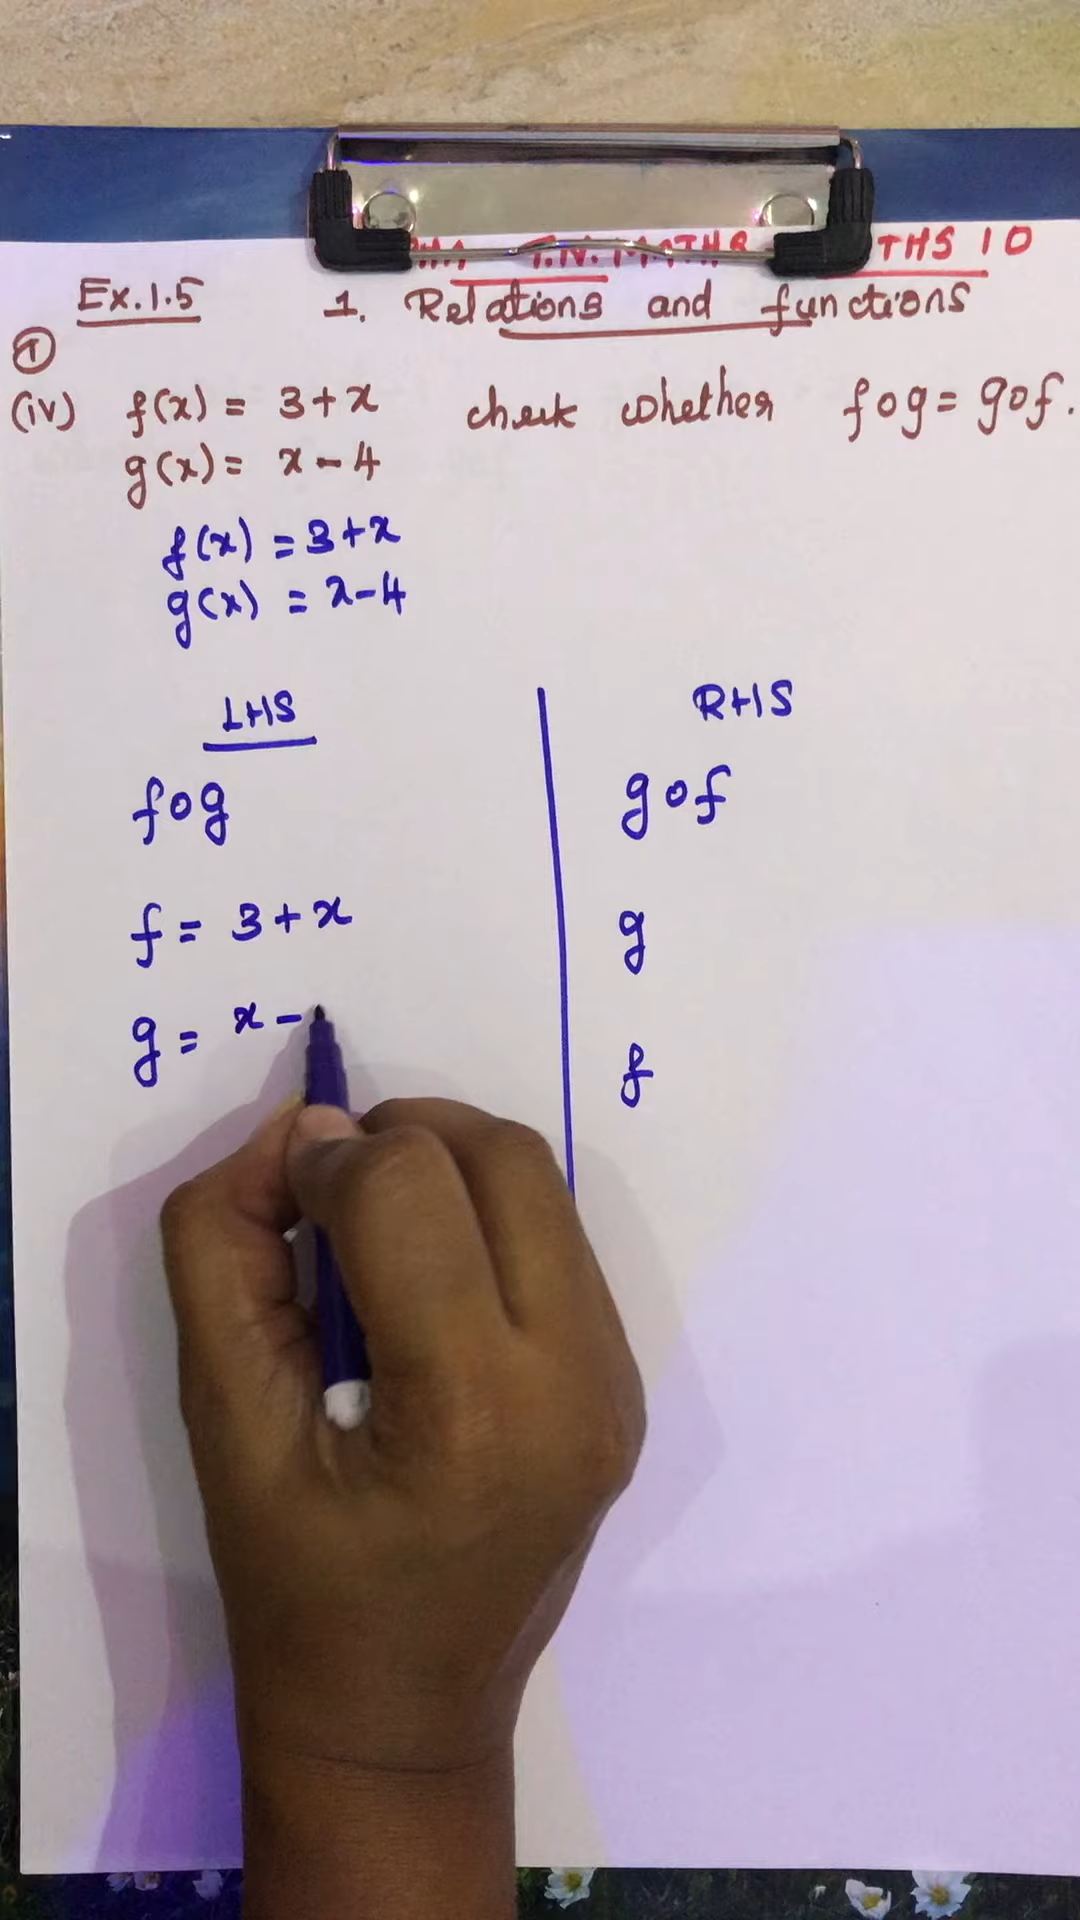 T.N. MATHS THS 10
Ex.1.5 1. Relations and functions
①
(iv) f(x) = 3+x check whether fog = gof.
g(x) = x-4
f(x) = 3+x
g(x) = x-4
LHS RHS
fog gof
f = 3+x g
g = x- f